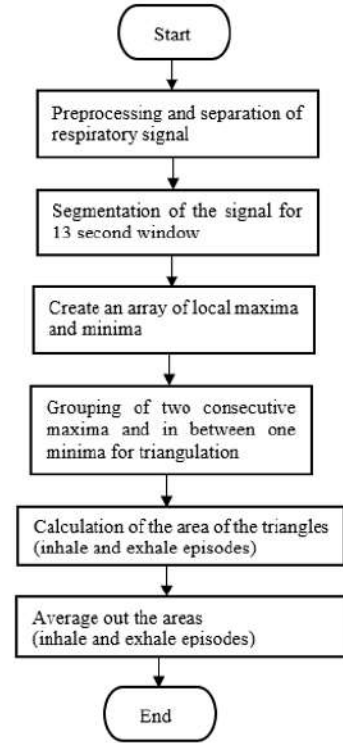 Start
Preprocessing and separation of
respiratory signal
Segmentation of the signal for
13 second window
Create an array of local maxima
and minima
Grouping of two consecutive
maxima and in between one
minima for triangulation
Calculation of the area of the triangles
(inhale and exhale episodes)
Average out the areas
(inhale and exhale episodes)
End